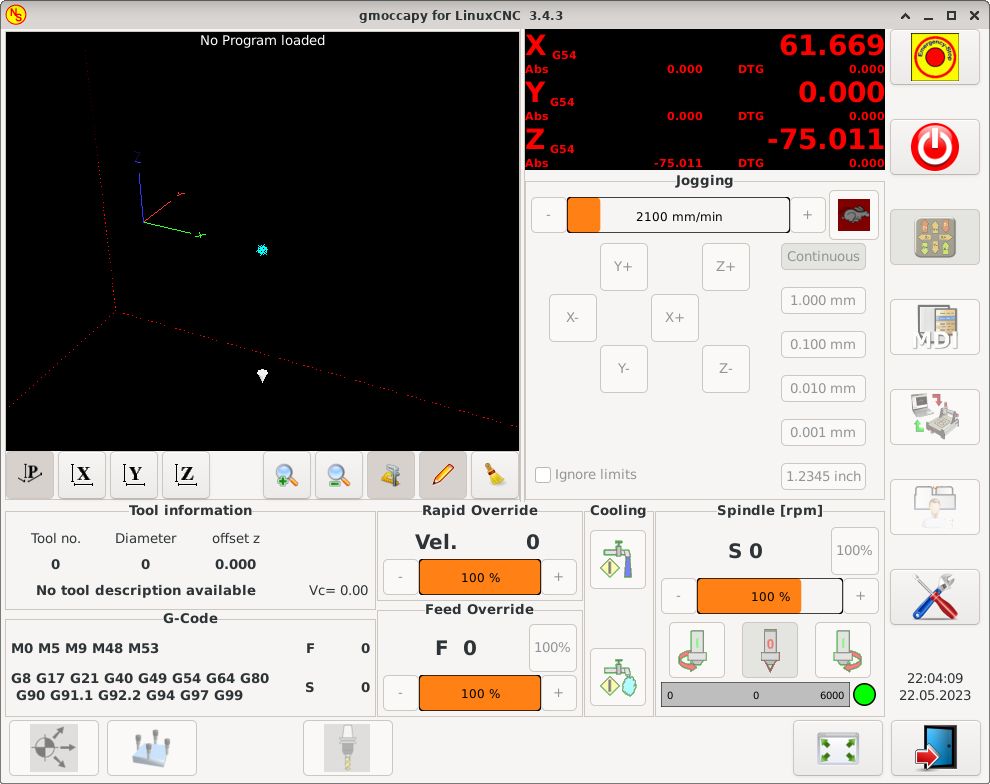 gmoccapy for LinuxCNC 3.4.3
No Program loaded
X G54 61.669
Abs 0.000 DTG 0.000
Y G54 0.000
Abs 0.000 DTG 0.000
Z G54 -75.011
Abs -75.011 DTG 0.000
Emergency-Stop
Jogging
- 2100 mm/min +
Y+ Z+
X- X+
Y- Z-
Continuous
1.000 mm
0.100 mm
0.010 mm
0.001 mm
1.2345 inch
Ignore limits
MDI
P X Y Z
Tool information
Tool no. Diameter offset z
0 0 0.000
No tool description available Vc= 0.00
G-Code
M0 M5 M9 M48 M53 F 0
G8 G17 G21 G40 G49 G54 G64 G80
G90 G91.1 G92.2 G94 G97 G99
S 0
Rapid Override
Vel. 0
- 100 % +
Feed Override
F 0 100%
- 100 % +
Cooling
Spindle [rpm]
S 0 100%
- 100 % +
1 0 1
0 0 6000
22:04:09
22.05.2023